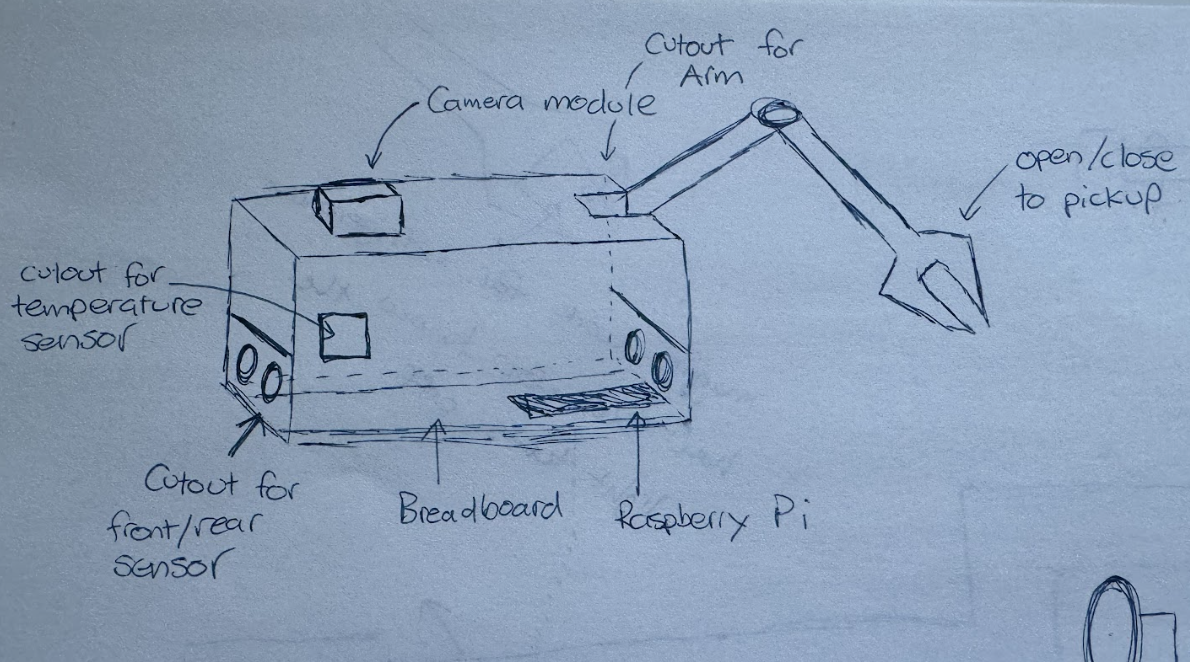 Cutout for
Arm
Camera module
open/close
to pickup
cutout for
temperature
sensor
Cutout for
front/rear
sensor
Breadboard
Raspberry Pi